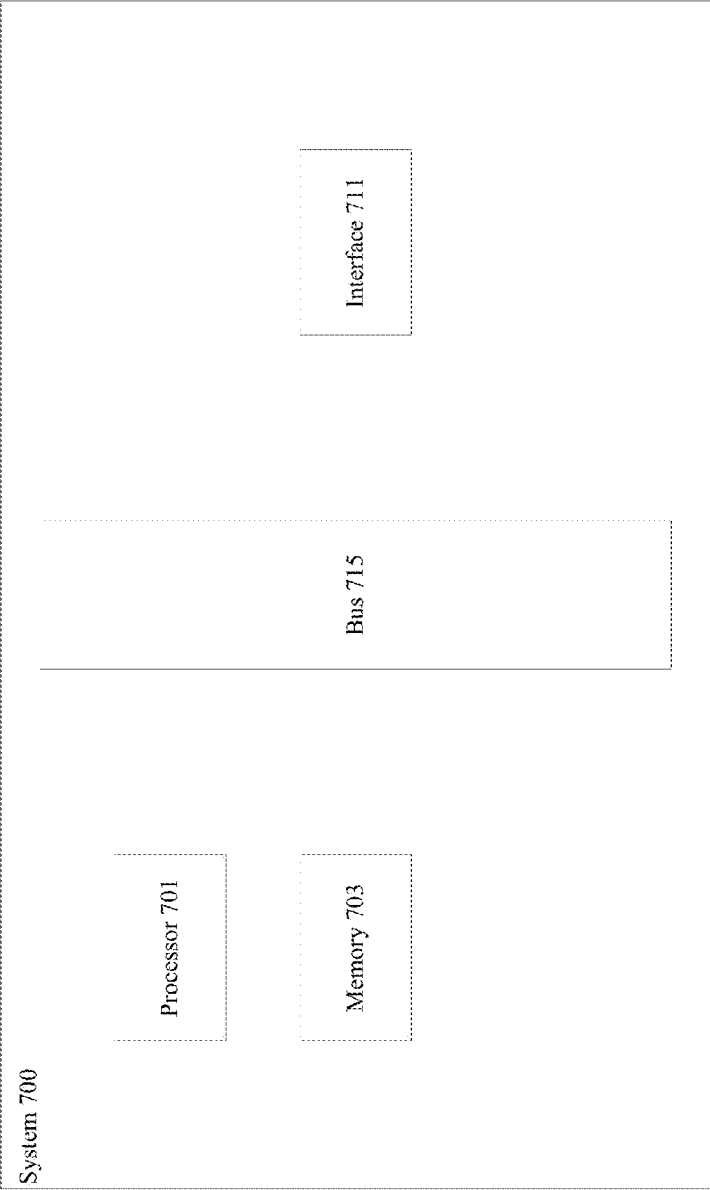 System 700
Processor 701
Memory 703
Bus 715
Interface 711